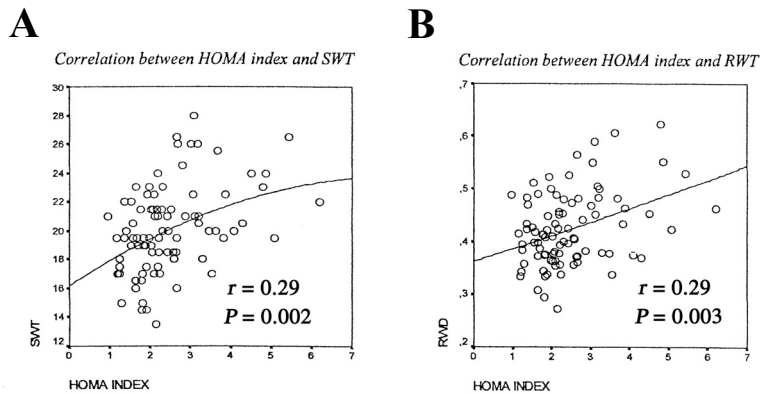 A
Correlation between HOMA index and SWT
30
28
26
24
22
20
18
16
14
12
SWT
0 1 2 3 4 5 6 7
HOMA INDEX
r = 0.29
P = 0.002
B
Correlation between HOMA index and RWT
,7
,6
,5
,4
,3
,2
RWD
0 1 2 3 4 5 6 7
HOMA INDEX
r = 0.29
P = 0.003